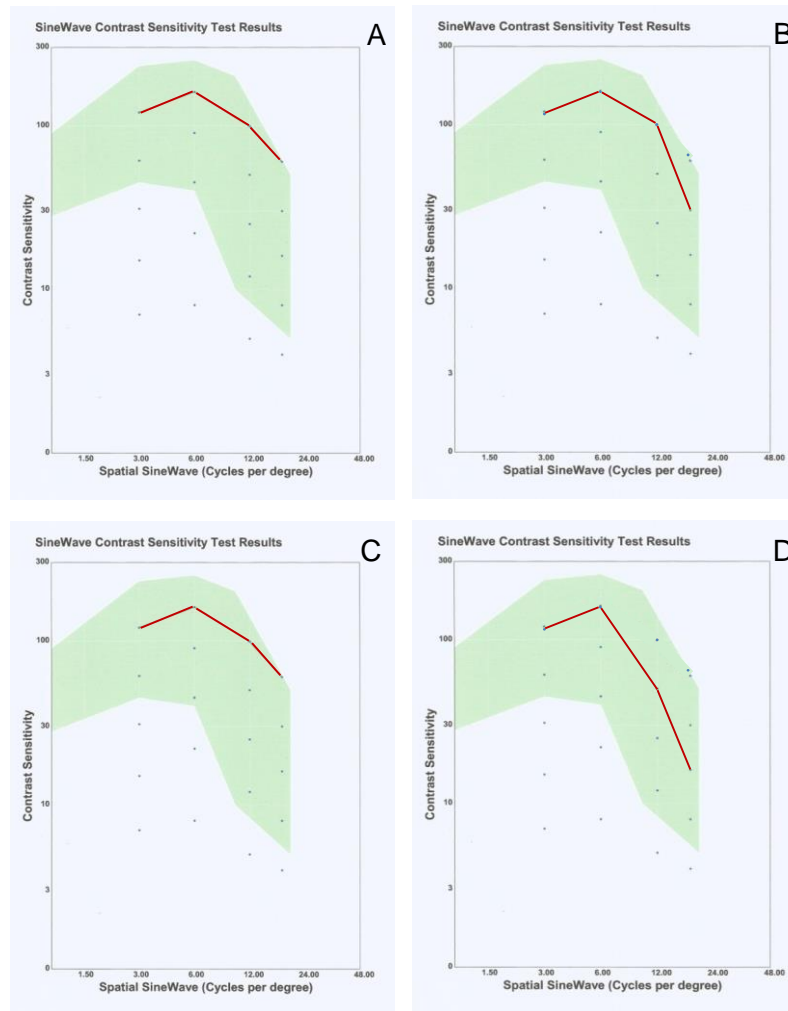 SineWave Contrast Sensitivity Test Results
A
300
100
30
10
3
0
Contrast Sensitivity
1.50 3.00 6.00 12.00 24.00 48.00
Spatial SineWave (Cycles per degree)
SineWave Contrast Sensitivity Test Results
B
300
100
30
10
3
0
Contrast Sensitivity
1.50 3.00 6.00 12.00 24.00 48.00
Spatial SineWave (Cycles per degree)
SineWave Contrast Sensitivity Test Results
C
300
100
30
10
3
0
Contrast Sensitivity
1.50 3.00 6.00 12.00 24.00 48.00
Spatial SineWave (Cycles per degree)
SineWave Contrast Sensitivity Test Results
D
300
100
30
10
3
0
Contrast Sensitivity
1.50 3.00 6.00 12.00 24.00 48.00
Spatial SineWave (Cycles per degree)